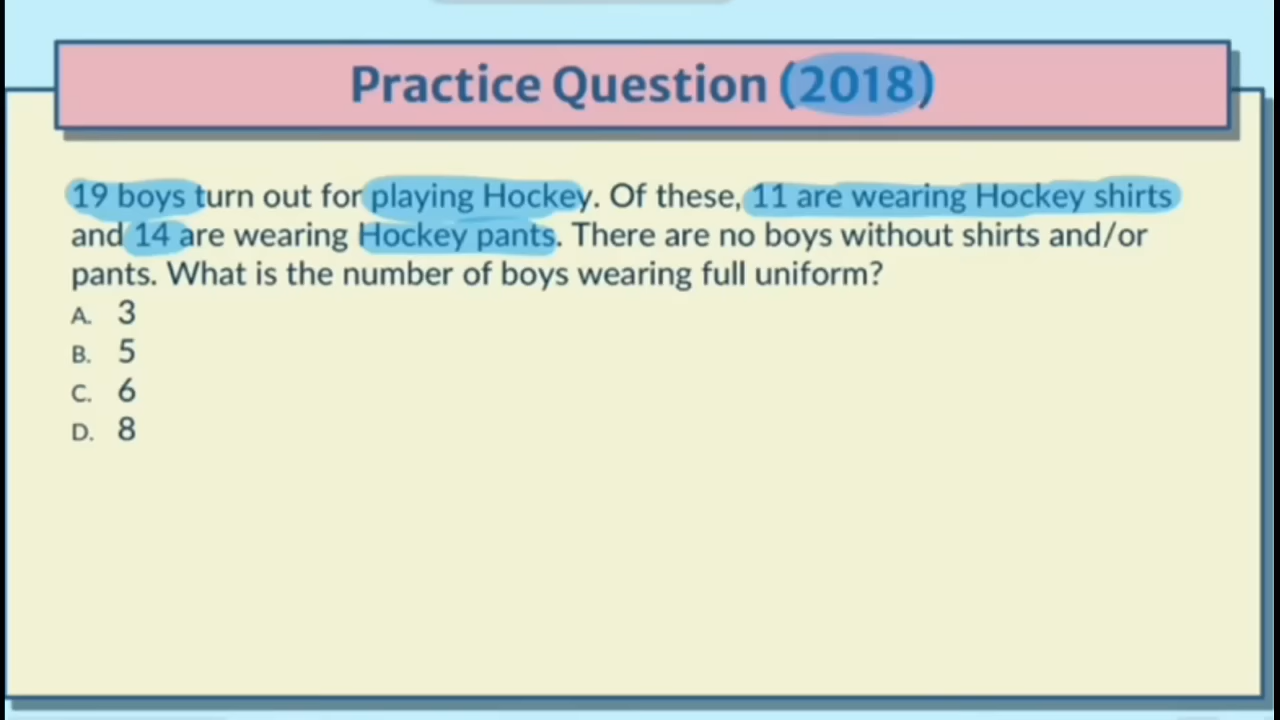 Practice Question (2018)
19 boys turn out for playing Hockey. Of these, 11 are wearing Hockey shirts
and 14 are wearing Hockey pants. There are no boys without shirts and/or
pants. What is the number of boys wearing full uniform?
A. 3
B. 5
C. 6
D. 8